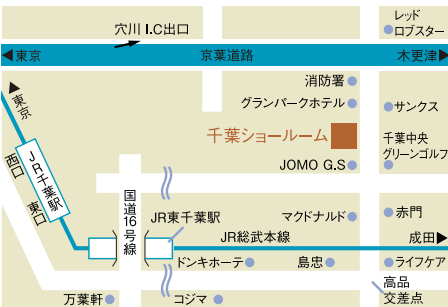 レッド
ロブスター
穴川 I.C出口
◀東京
京葉道路
木更津▶
消防署
グランパークホテル
サンクス
▲東京
千葉ショールーム
千葉中央
グリーンゴルフ
JOMO G.S
西口
JR千葉駅
東口
国道16号線
JR東千葉駅
マクドナルド
赤門
JR総武本線
成田▶
ドンキホーテ
島忠
ライフケア
高品
交差点
万葉軒
コジマ